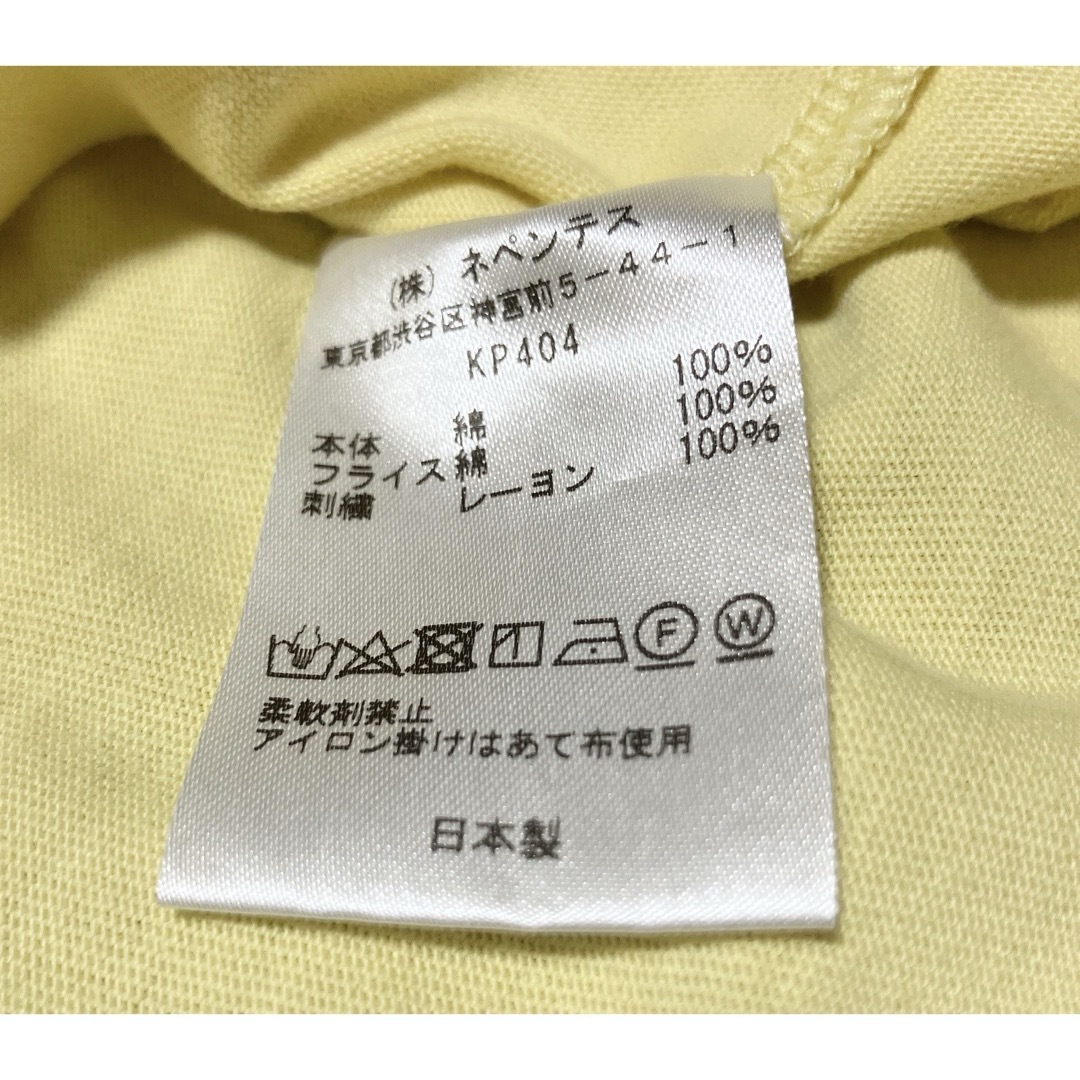 (株) ネペンテス
東京都渋谷区神宮前5-44-1
KP404
本体 綿 100%
フライス 綿 100%
刺繍 レーヨン 100%
F W
柔軟剤禁止
アイロン掛けはあて布使用
日本製